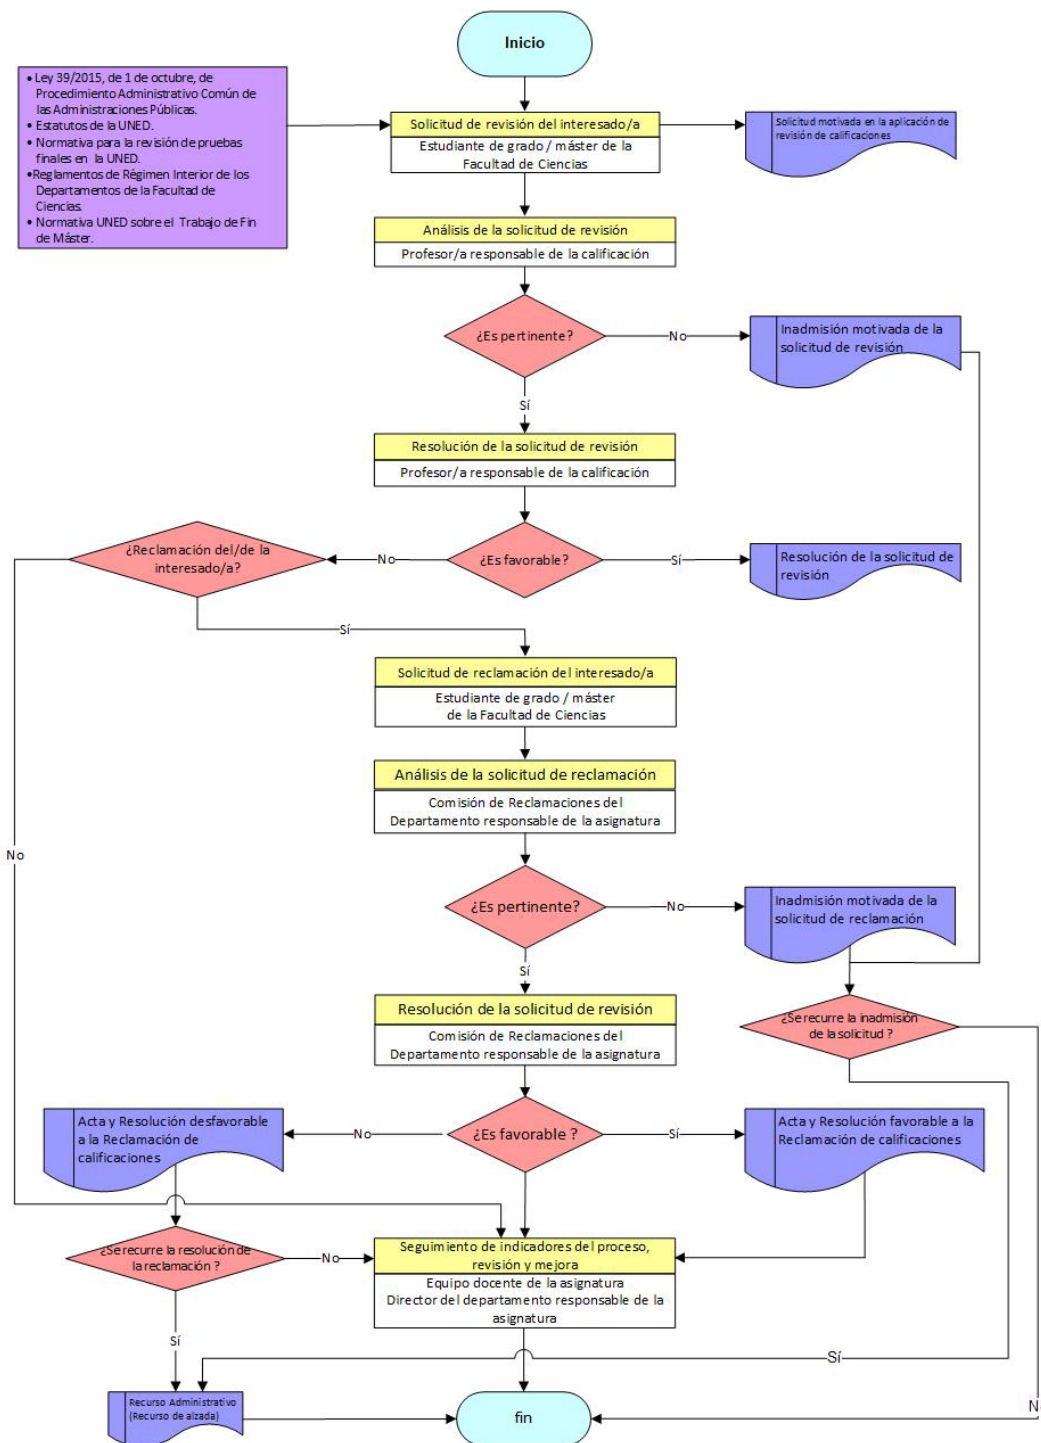 Inicio
• Ley 39/2015, de 1 de octubre, de
Procedimiento Administrativo Común de
las Administraciones Públicas.
• Estatutos de la UNED.
• Normativa para la revisión de pruebas
finales en la UNED.
•Reglamentos de Régimen Interior de los
Departamentos de la Facultad de
Ciencias.
• Normativa UNED sobre el Trabajo de Fin
de Máster.
Solicitud de revisión del interesado/a
Estudiante de grado / máster de la
Facultad de Ciencias
Solicitud motivada en la aplicación de
revisión de calificaciones
Análisis de la solicitud de revisión
Profesor/a responsable de la calificación
¿Es pertinente?
No
Inadmisión motivada de la
solicitud de revisión
Sí
Resolución de la solicitud de revisión
Profesor/a responsable de la calificación
¿Reclamación del/de la
interesado/a?
No
¿Es favorable?
Sí
Resolución de la solicitud de
revisión
Sí
Solicitud de reclamación del interesado/a
Estudiante de grado / máster
de la Facultad de Ciencias
Análisis de la solicitud de reclamación
Comisión de Reclamaciones del
Departamento responsable de la asignatura
No
¿Es pertinente?
No
Inadmisión motivada de la
solicitud de reclamación
Sí
Resolución de la solicitud de revisión
Comisión de Reclamaciones del
Departamento responsable de la asignatura
¿Se recurre la inadmisión
de la solicitud ?
Acta y Resolución desfavorable
a la Reclamación de
calificaciones
No
¿Es favorable ?
Sí
Acta y Resolución favorable a la
Reclamación de calificaciones
¿Se recurre la resolución de
la reclamación ?
No
Seguimiento de indicadores del proceso,
revisión y mejora
Equipo docente de la asignatura
Director del departamento responsable de la
asignatura
Sí
Sí
Recurso Administrativo
(Recurso de alzada)
fin